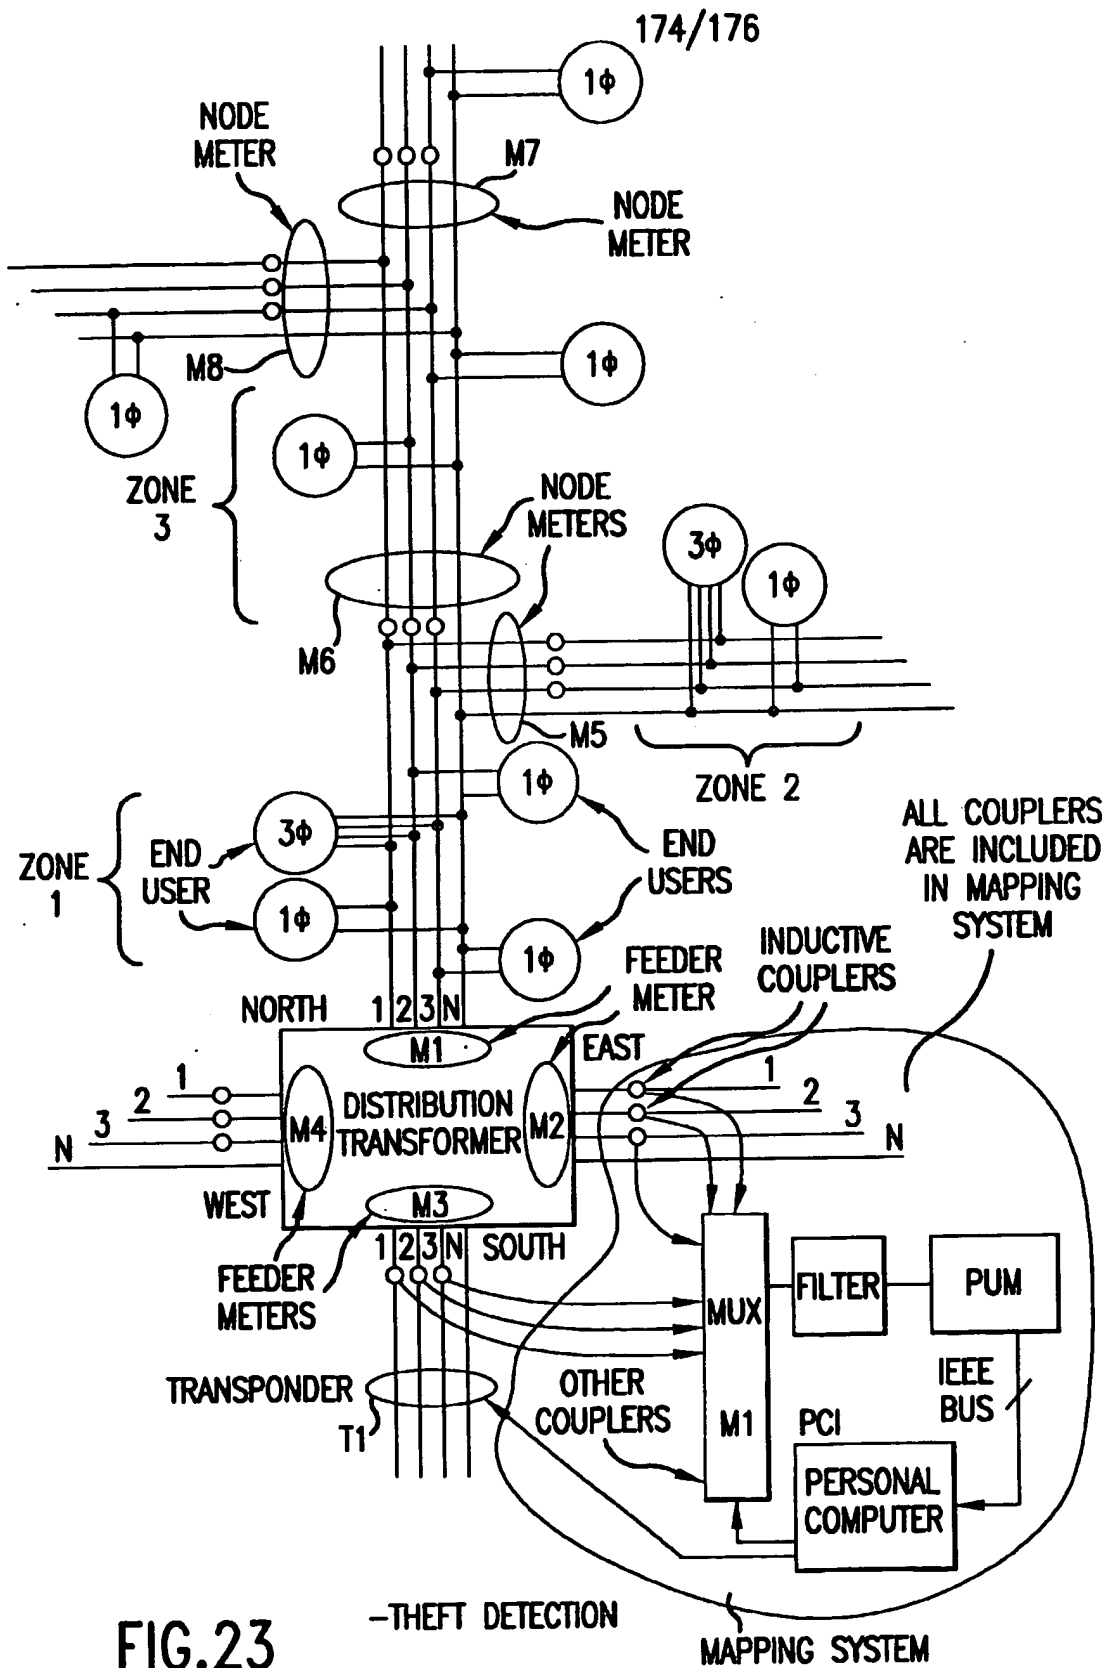 174/176
1ϕ
NODE
METER
M7
NODE
METER
M8
1ϕ
1ϕ
1ϕ
ZONE
3
NODE
METERS
3ϕ
1ϕ
M6
M5
ZONE 2
1ϕ
ZONE
1
END
USER
3ϕ
1ϕ
END
USERS
1ϕ
ALL COUPLERS
ARE INCLUDED
IN MAPPING
SYSTEM
INDUCTIVE
COUPLERS
FEEDER
METER
NORTH
1 2 3 N
M1
EAST
1
2
3
N
M4
DISTRIBUTION
TRANSFORMER
M2
1
2
3
N
WEST
M3
1 2 3 N
SOUTH
FEEDER
METERS
MUX
M1
FILTER
PUM
TRANSPONDER
T1
OTHER
COUPLERS
IEEE
BUS
PCI
PERSONAL
COMPUTER
FIG.23
-THEFT DETECTION
MAPPING SYSTEM